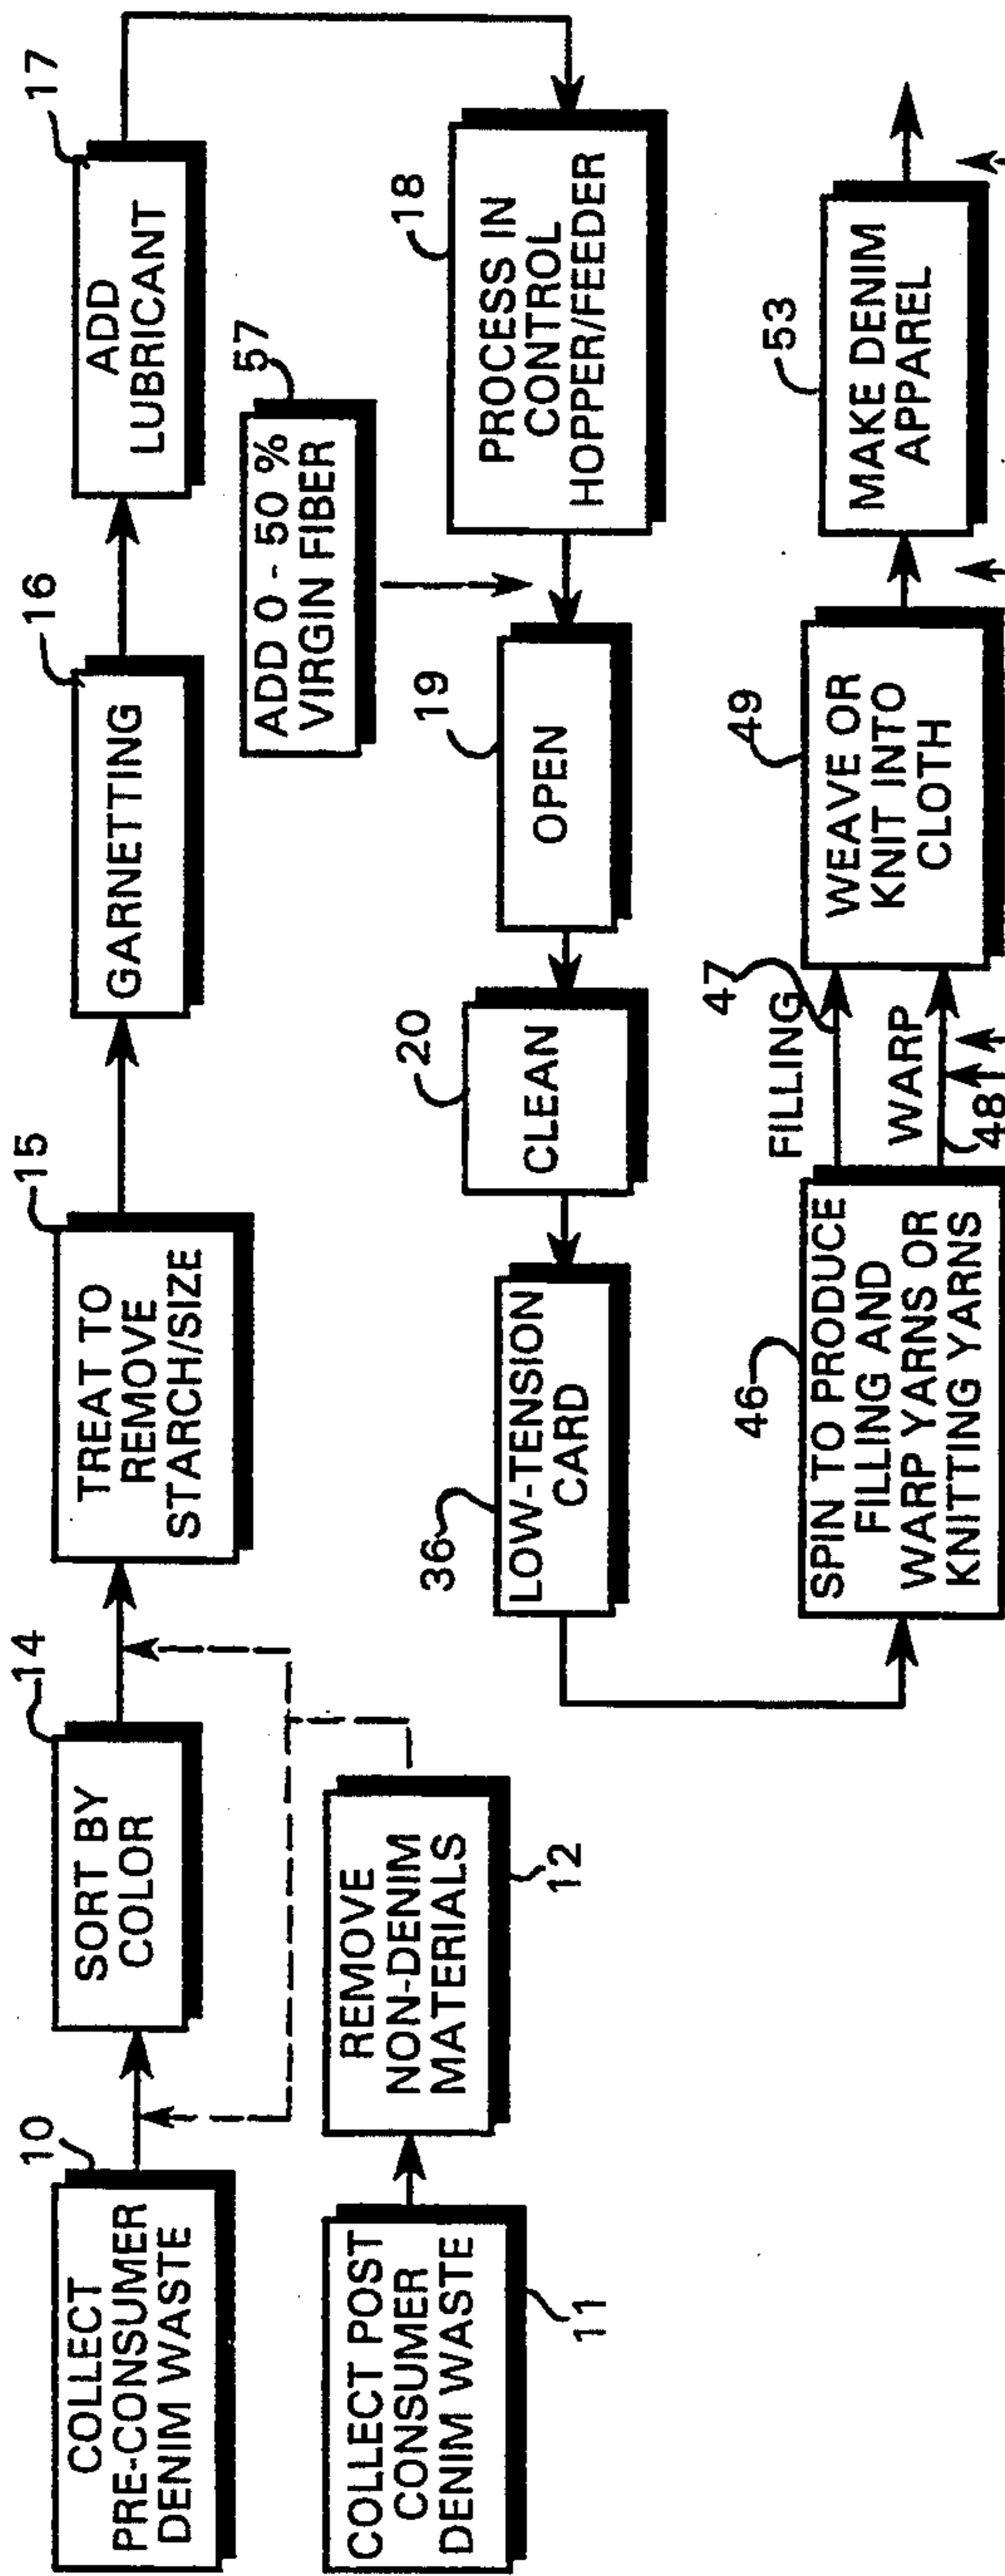 10
COLLECT
PRE-CONSUMER
DENIM WASTE
14
SORT BY
COLOR
15
TREAT TO
REMOVE
STARCH/SIZE
16
GARNETTING
17
ADD
LUBRICANT
COLLECT POST
CONSUMER
DENIM WASTE
11
REMOVE
NON-DENIM
MATERIALS
12
57
ADD 0 - 50 %
VIRGIN FIBER
18
PROCESS IN
CONTROL
HOPPER/FEEDER
19
OPEN
20
CLEAN
36
LOW-TENSION
CARD
46
SPIN TO PRODUCE
FILLING AND
WARP YARNS OR
KNITTING YARNS
FILLING
47
WARP
48
49
WEAVE OR
KNIT INTO
CLOTH
53
MAKE DENIM
APPAREL